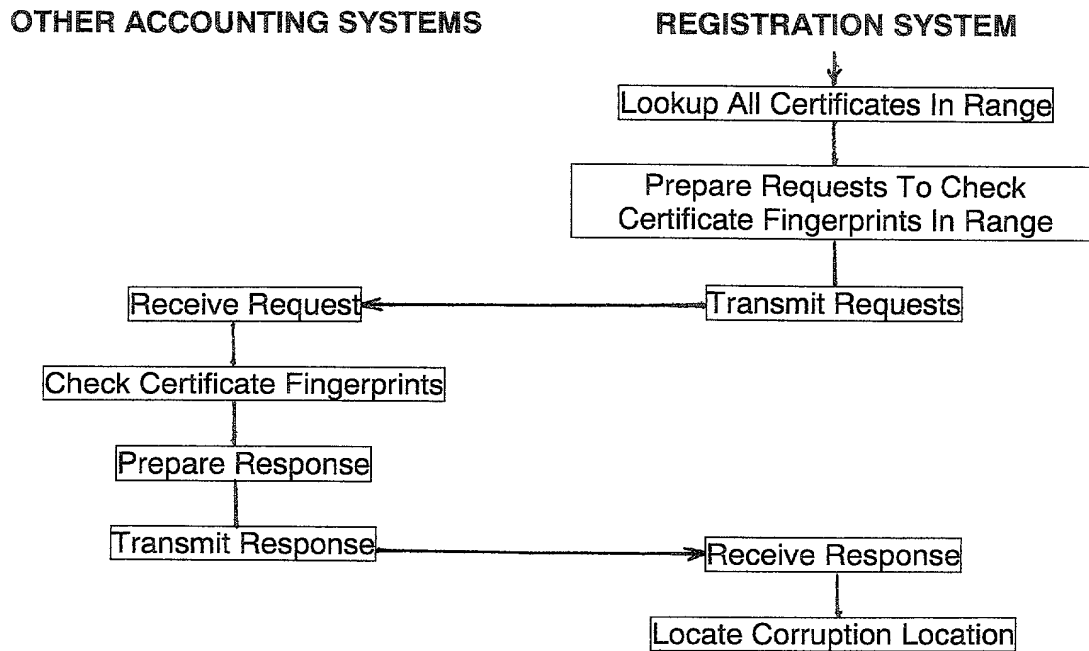 OTHER ACCOUNTING SYSTEMS
REGISTRATION SYSTEM
Lookup All Certificates In Range
Prepare Requests To Check
Certificate Fingerprints In Range
Transmit Requests
Receive Request
Check Certificate Fingerprints
Prepare Response
Transmit Response
Receive Response
Locate Corruption Location